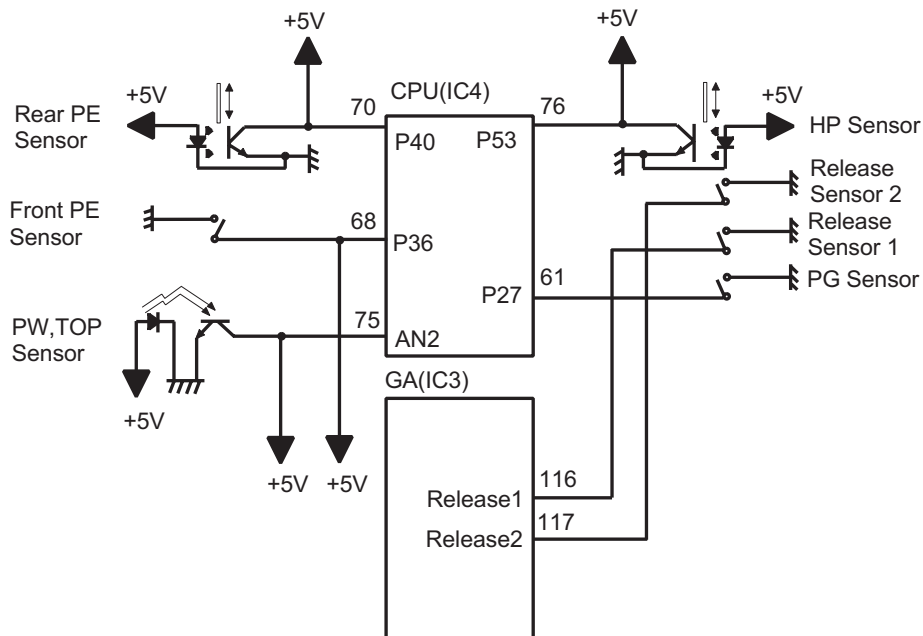 +5V
+5V
CPU(IC4)
Rear PE
Sensor
+5V
70
P40
76
P53
+5V
HP Sensor
Release
Sensor 2
Front PE
Sensor
68
P36
Release
Sensor 1
61
P27
PG Sensor
PW,TOP
Sensor
75
AN2
+5V
GA(IC3)
+5V
+5V
116
Release1
117
Release2